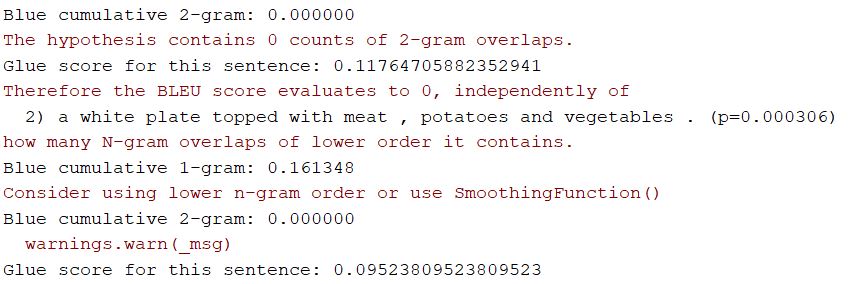 Blue cumulative 2-gram: 0.000000
The hypothesis contains 0 counts of 2-gram overlaps.
Glue score for this sentence: 0.11764705882352941
Therefore the BLEU score evaluates to 0, independently of
  2) a white plate topped with meat , potatoes and vegetables . (p=0.000306)
how many N-gram overlaps of lower order it contains.
Blue cumulative 1-gram: 0.161348
Consider using lower n-gram order or use SmoothingFunction()
Blue cumulative 2-gram: 0.000000
  warnings.warn(_msg)
Glue score for this sentence: 0.09523809523809523